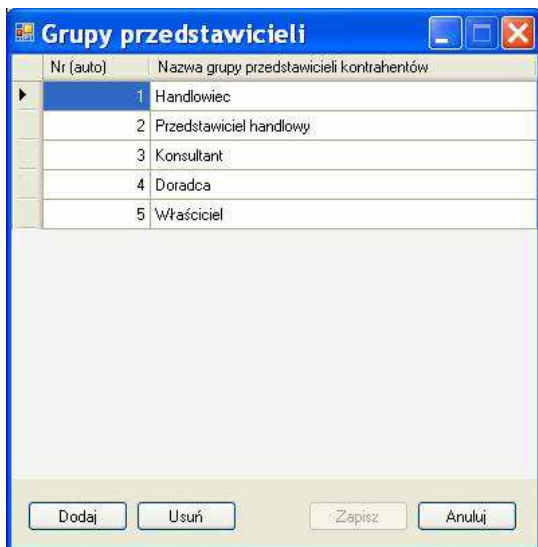 Grupy przedstawicieli
Nr (auto) Nazwa grupy przedstawicieli kontrahentów
1 Handlowiec
2 Przedstawiciel handlowy
3 Konsultant
4 Doradca
5 Właściciel
Dodaj Usuń Zapisz Anuluj